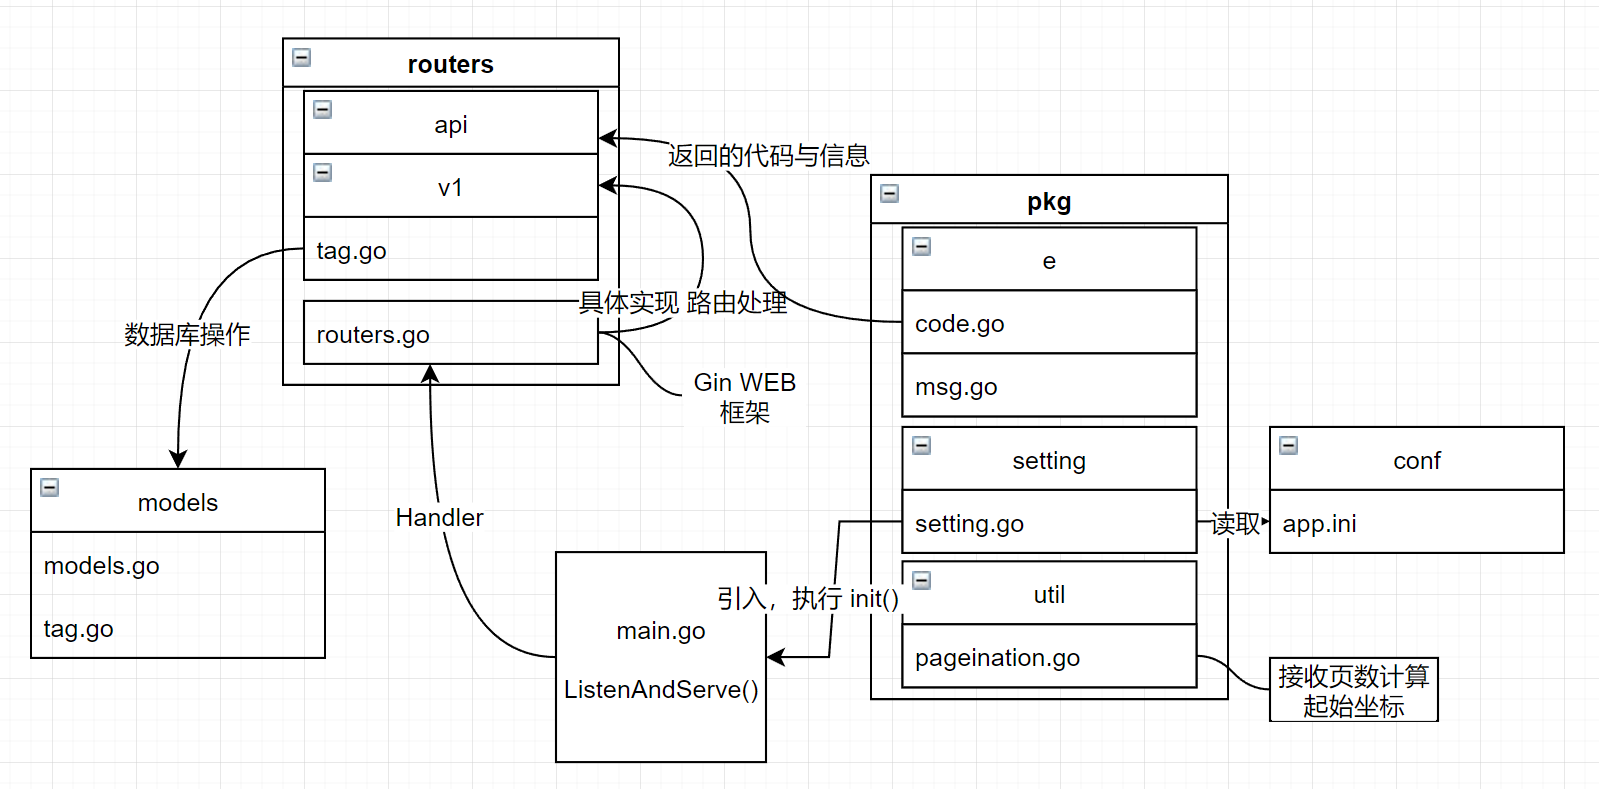 routers
api
返回的代码与信息
v1
pkg
tag.go
e
具体实现 路由处理
code.go
数据库操作
routers.go
Gin WEB
框架
msg.go
setting
conf
models
Handler
setting.go
读取
app.ini
models.go
引入，执行 init()
util
tag.go
main.go
pageination.go
ListenAndServe()
接收页数计算
起始坐标